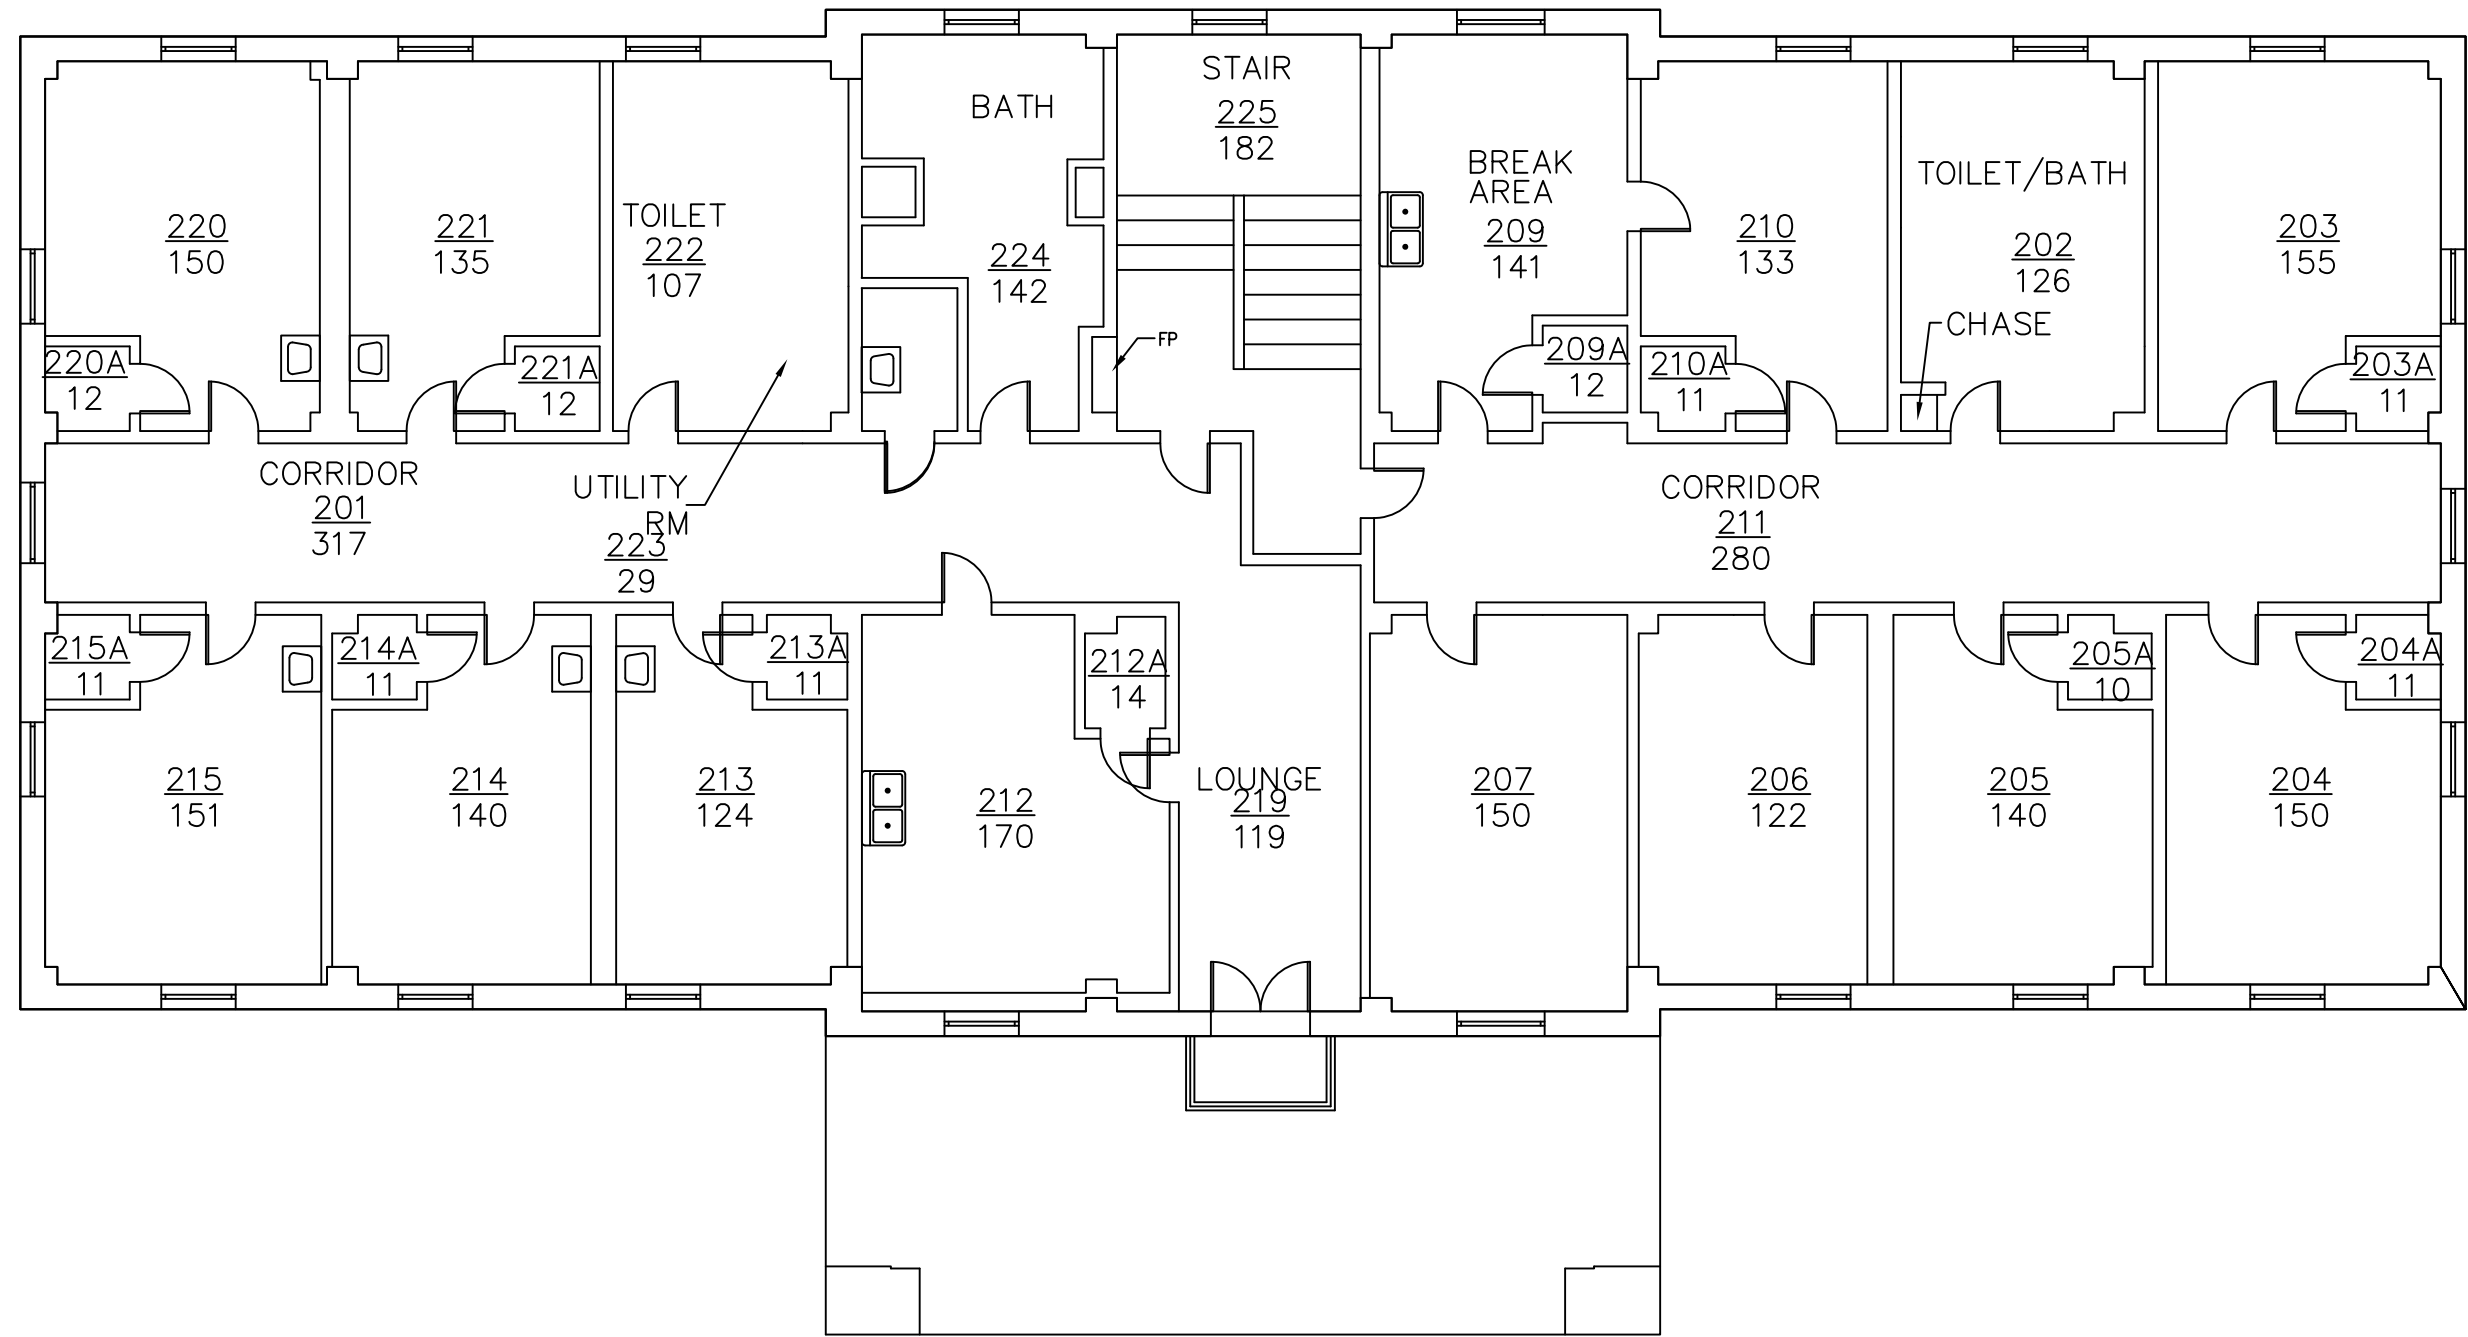 STAIR
225
182
BATH
BREAK
AREA
209
141
TOILET/BATH
202
126
220
150
221
135
TOILET
222
107
224
142
210
133
203
155
CHASE
FP
220A
12
221A
12
209A
12
210A
11
203A
11
CORRIDOR
201
317
UTILITY
RM
223
29
CORRIDOR
211
280
215A
11
214A
11
213A
11
212A
14
205A
10
204A
11
215
151
214
140
213
124
212
170
LOUNGE
219
119
207
150
206
122
205
140
204
150